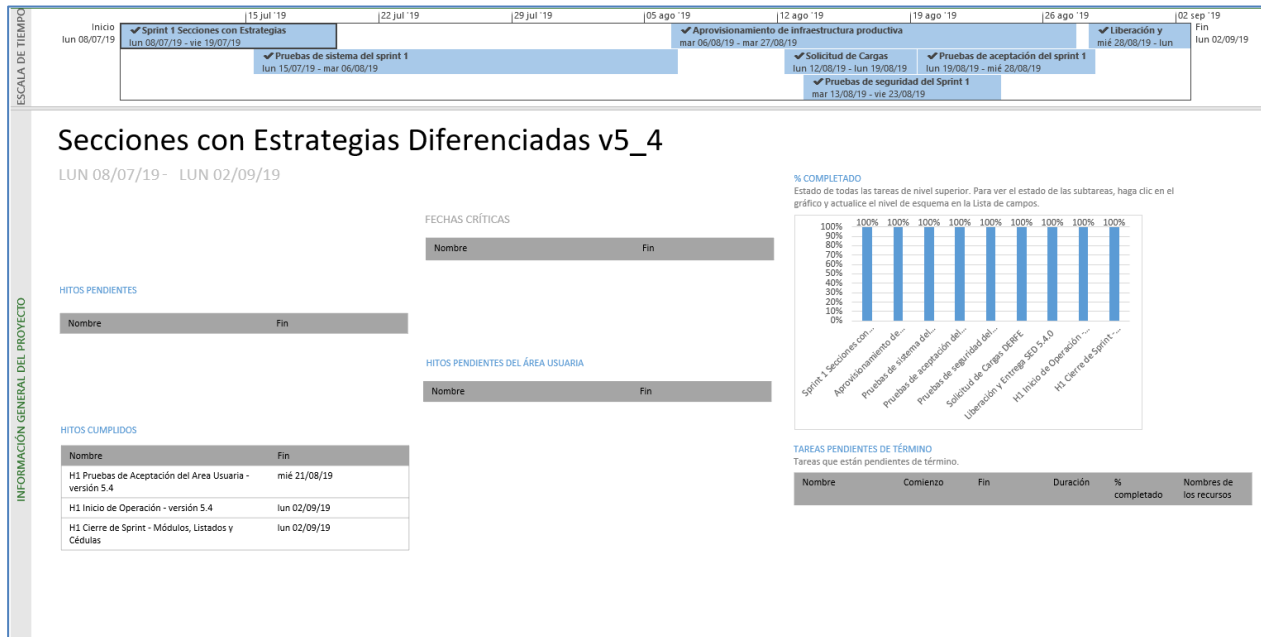 ESCALA DE TIEMPO
15 jul '19
22 jul '19
29 jul '19
05 ago '19
12 ago '19
19 ago '19
26 ago '19
02 sep '19
Inicio
lun 08/07/19
✔ Sprint 1 Secciones con Estrategias
lun 08/07/19 - vie 19/07/19
✔ Aprovisionamiento de infraestructura productiva
mar 06/08/19 - mar 27/08/19
✔ Liberación y
mié 28/08/19 - lun
Fin
lun 02/09/19
✔ Pruebas de sistema del sprint 1
lun 15/07/19 - mar 06/08/19
✔ Solicitud de Cargas
lun 12/08/19 - lun 19/08/19
✔ Pruebas de aceptación del sprint 1
lun 19/08/19 - mié 28/08/19
✔ Pruebas de seguridad del Sprint 1
mar 13/08/19 - vie 23/08/19
INFORMACIÓN GENERAL DEL PROYECTO
Secciones con Estrategias Diferenciadas v5_4
LUN 08/07/19 - LUN 02/09/19
FECHAS CRÍTICAS
Nombre Fin
HITOS PENDIENTES
Nombre Fin
HITOS PENDIENTES DEL ÁREA USUARIA
Nombre Fin
HITOS CUMPLIDOS
Nombre Fin
H1 Pruebas de Aceptación del Area Usuaria - mié 21/08/19
versión 5.4
H1 Inicio de Operación - versión 5.4 lun 02/09/19
H1 Cierre de Sprint - Módulos, Listados y lun 02/09/19
Cédulas
% COMPLETADO
Estado de todas las tareas de nivel superior. Para ver el estado de las subtareas, haga clic en el
gráfico y actualice el nivel de esquema en la Lista de campos.
100% 100% 100% 100% 100% 100% 100% 100% 100%
100%
90%
80%
70%
60%
50%
40%
30%
20%
10%
0%
Sprint 1 Secciones con...
Aprovisionamiento de...
Pruebas de sistema del...
Pruebas de aceptación del...
Pruebas de seguridad del...
Solicitud de Cargas DERFE
Liberación y Entrega SED 5.4.0
H1 Inicio de Operación -...
H1 Cierre de Sprint -...
TAREAS PENDIENTES DE TÉRMINO
Tareas que están pendientes de término.
Nombre Comienzo Fin Duración % Nombres de
completado los recursos